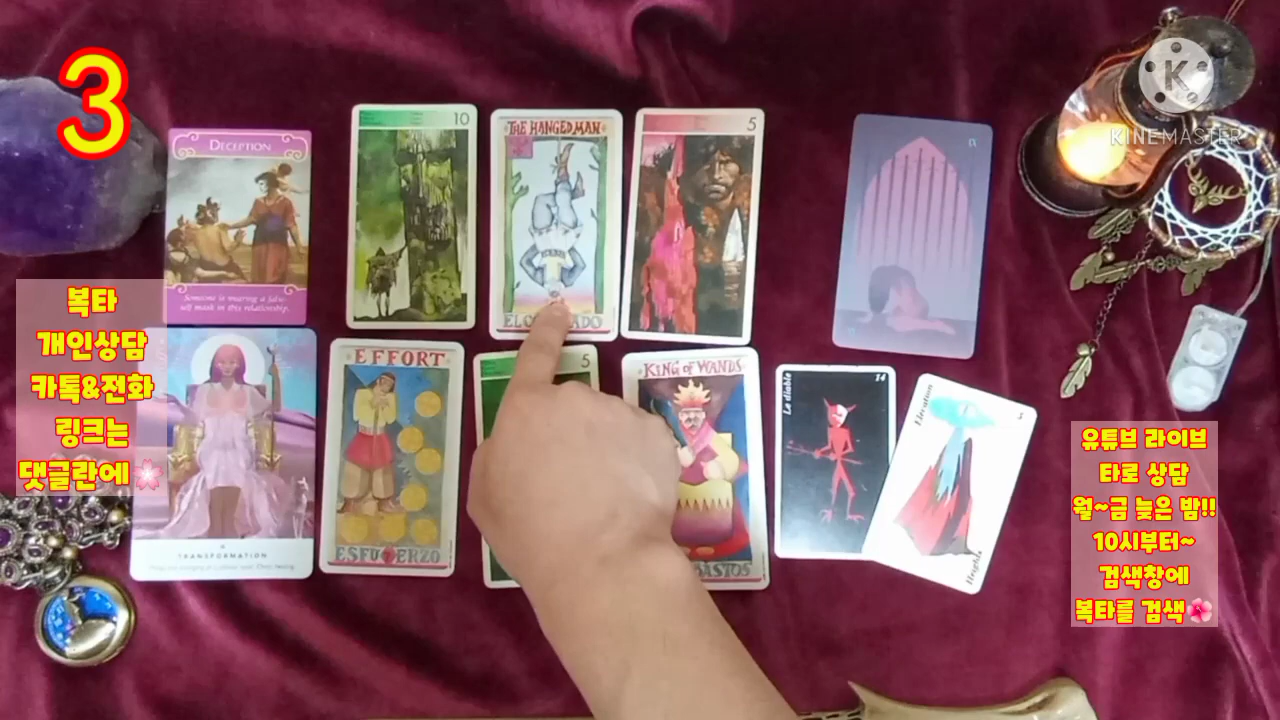 3
KINEMASTER
복타
개인상담
카톡&전화
링크는
댓글란에
유튜브 라이브
타로 상담
월~금 늦은 밤!!
10시부터~
검색창에
복타를 검색
DECEPTION
Someone is wearing a false-
self mask in this relationship.
10
THE HANGED MAN
5
TRANSFORMATION
EFFORT
ESFUERZO
5
KING of WANDS
BASTOS
Le diable
14
Elevation
5
Heights